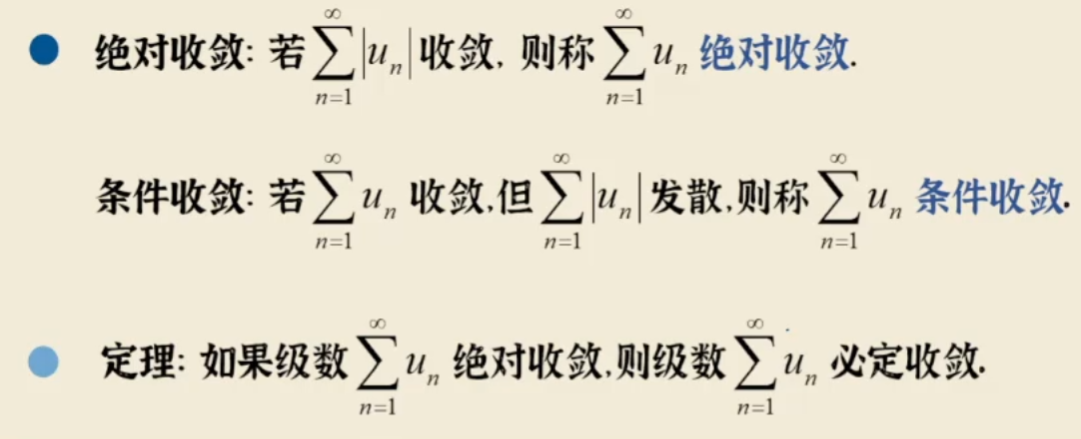 绝对收敛: 若 $\sum_{n=1}^{\infty} |u_n|$ 收敛, 则称 $\sum_{n=1}^{\infty} u_n$ 绝对收敛.
条件收敛: 若 $\sum_{n=1}^{\infty} u_n$ 收敛,但 $\sum_{n=1}^{\infty} |u_n|$ 发散,则称 $\sum_{n=1}^{\infty} u_n$ 条件收敛.
定理: 如果级数 $\sum_{n=1}^{\infty} u_n$ 绝对收敛,则级数 $\sum_{n=1}^{\infty} u_n$ 必定收敛.